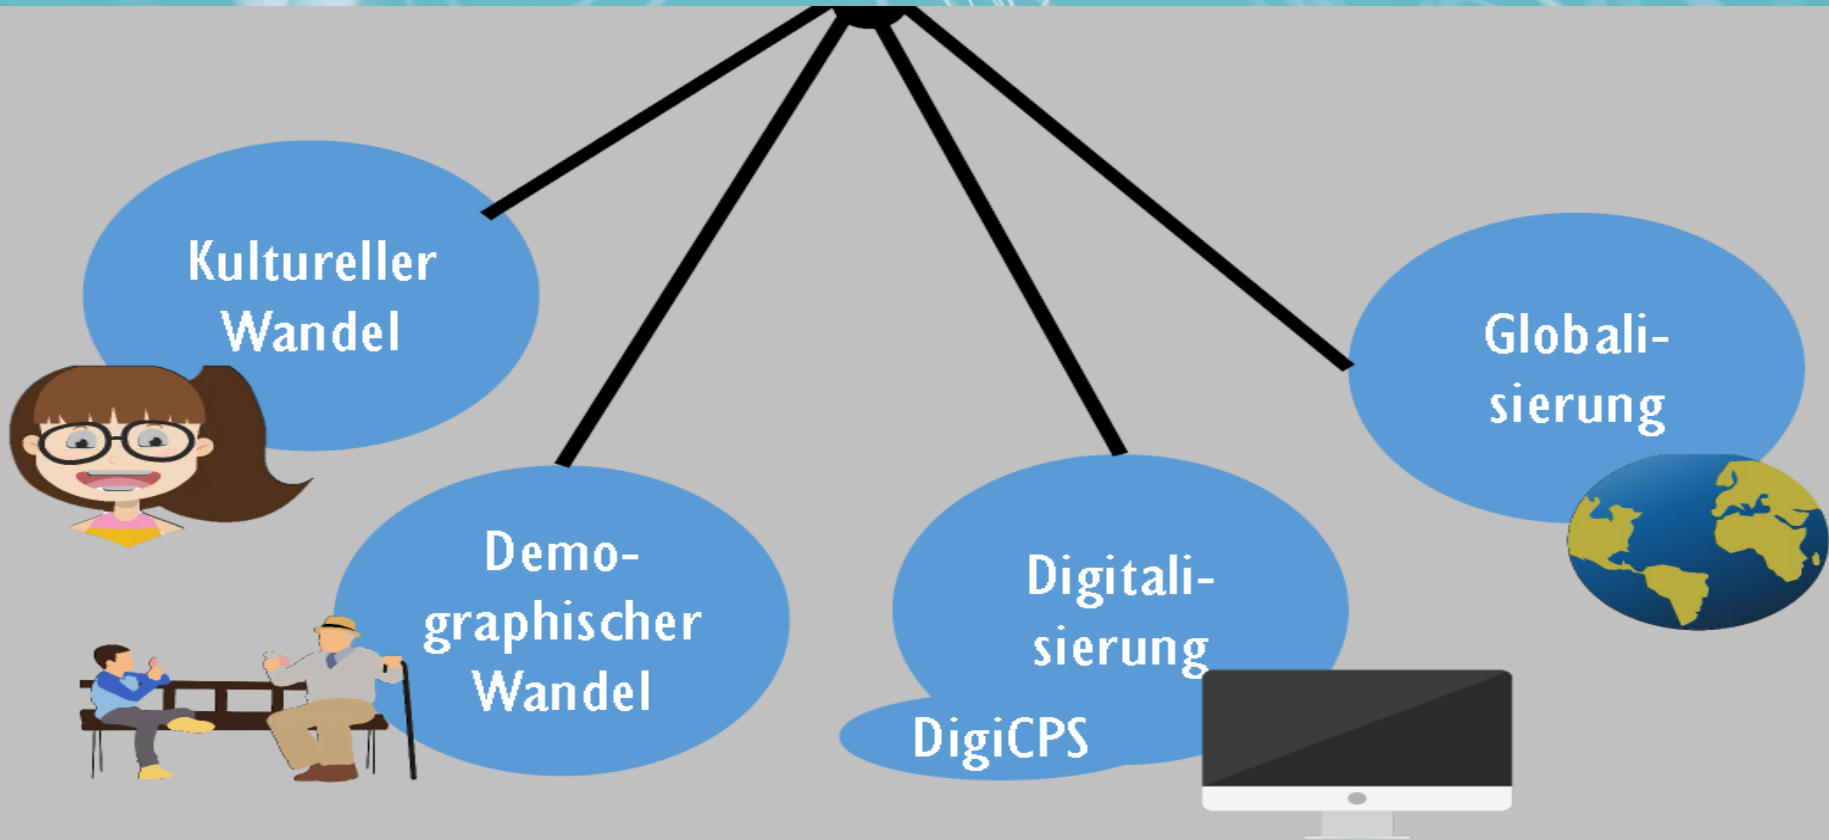 Kultureller
Wandel
Demo-
graphischer
Wandel
Digitali-
sierung
DigiCPS
Globali-
sierung